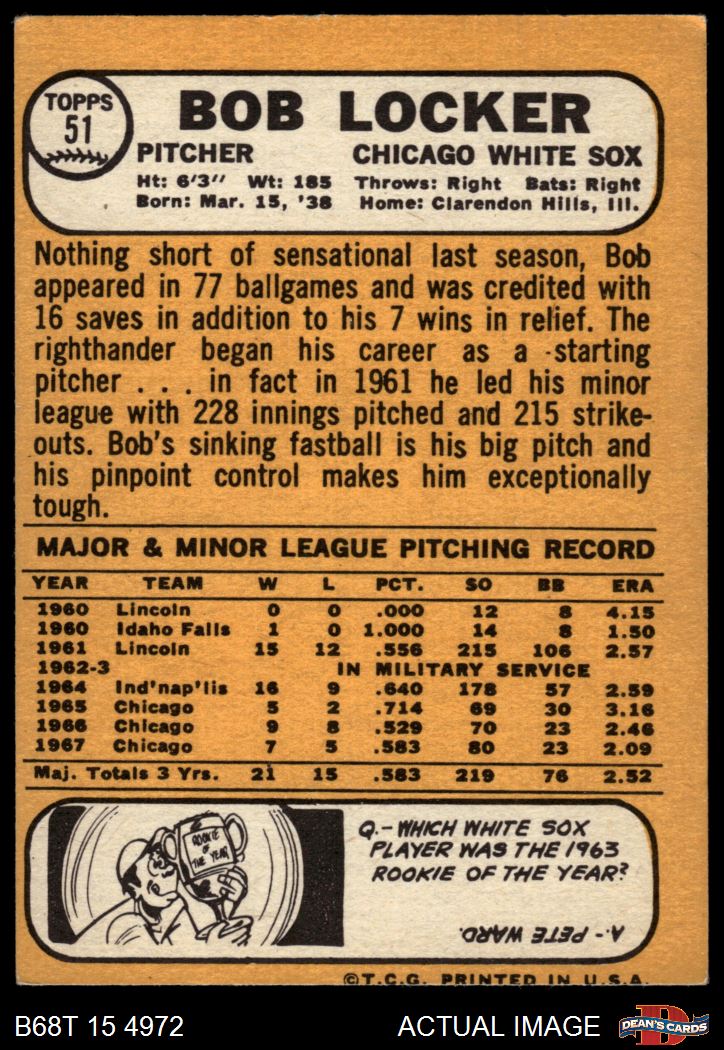 TOPPS
51
BOB LOCKER
PITCHER CHICAGO WHITE SOX
Ht: 6'3" Wt: 185 Throws: Right Bats: Right
Born: Mar. 15, '38 Home: Clarendon Hills, Ill.
Nothing short of sensational last season, Bob
appeared in 77 ballgames and was credited with
16 saves in addition to his 7 wins in relief. The
righthander began his career as a starting
pitcher . . . in fact in 1961 he led his minor
league with 228 innings pitched and 215 strike-
outs. Bob's sinking fastball is his big pitch and
his pinpoint control makes him exceptionally
tough.
MAJOR & MINOR LEAGUE PITCHING RECORD
YEAR TEAM W L PCT. SO BB ERA
1960 Lincoln 0 0 .000 12 8 4.15
1960 Idaho Falls 1 0 1.000 14 8 1.50
1961 Lincoln 15 12 .556 215 106 2.57
1962-3 IN MILITARY SERVICE
1964 Ind'nap'lis 16 9 .640 178 57 2.59
1965 Chicago 5 2 .714 69 30 3.16
1966 Chicago 9 8 .529 70 23 2.46
1967 Chicago 7 5 .583 80 23 2.09
Maj. Totals 3 Yrs. 21 15 .583 219 76 2.52
ROOKIE
OF THE YEAR
Q.- WHICH WHITE SOX
PLAYER WAS THE 1963
ROOKIE OF THE YEAR?
A.- PETE WARD.
©T.C.G. PRINTED IN U.S.A.
B68T 15 4972 ACTUAL IMAGE
D
DEAN'S CARDS